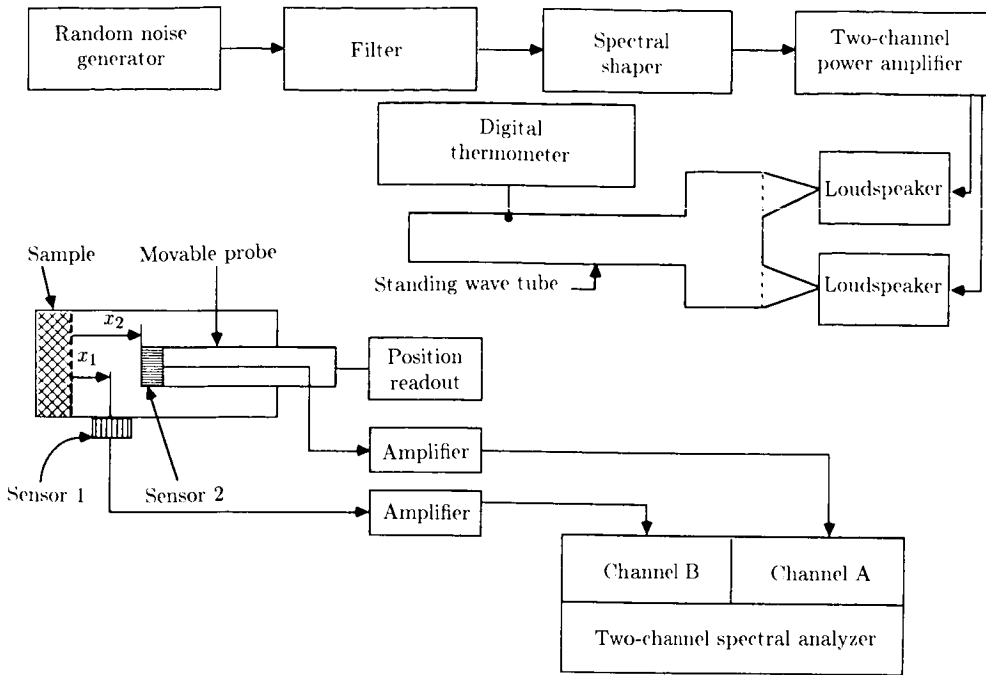 Random noise
generator
Filter
Spectral
shaper
Two-channel
power amplifier
Digital
thermometer
Loudspeaker
Standing wave tube
Loudspeaker
Sample
Movable probe
x2
x1
Position
readout
Sensor 1
Sensor 2
Amplifier
Amplifier
Channel B
Channel A
Two-channel spectral analyzer